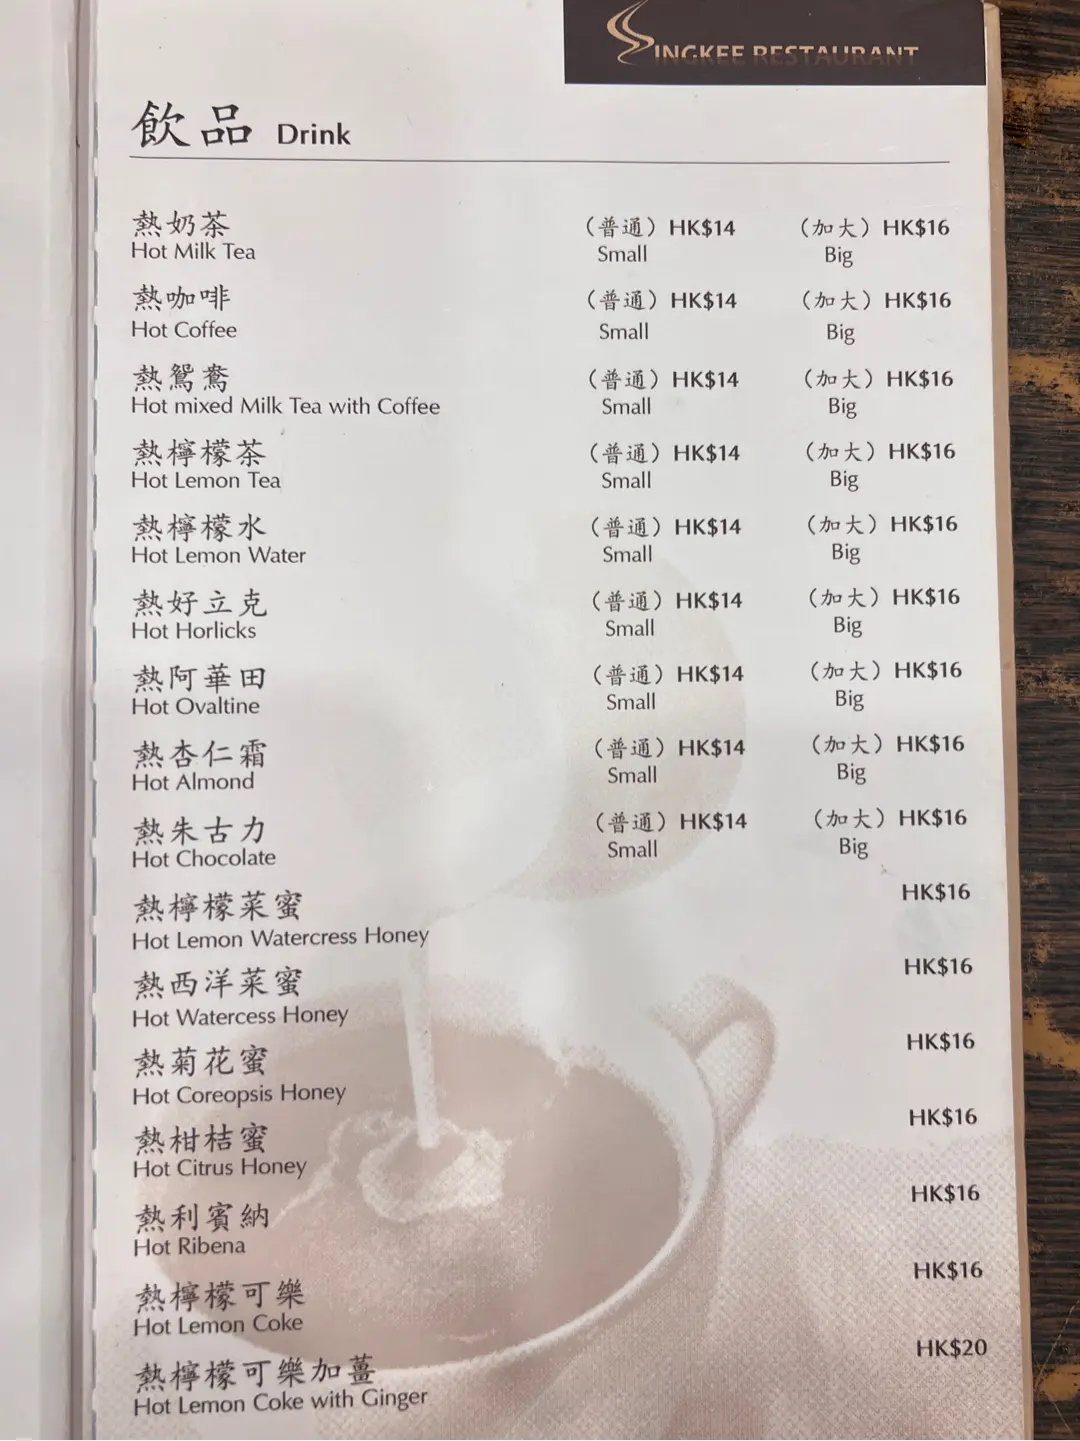 SINGKEE RESTAURANT
飲品 Drink
熱奶茶 (普通) HK$14 (加大) HK$16
Hot Milk Tea Small Big
熱咖啡 (普通) HK$14 (加大) HK$16
Hot Coffee Small Big
熱鴛鴦 (普通) HK$14 (加大) HK$16
Hot mixed Milk Tea with Coffee Small Big
熱檸檬茶 (普通) HK$14 (加大) HK$16
Hot Lemon Tea Small Big
熱檸檬水 (普通) HK$14 (加大) HK$16
Hot Lemon Water Small Big
熱好立克 (普通) HK$14 (加大) HK$16
Hot Horlicks Small Big
熱阿華田 (普通) HK$14 (加大) HK$16
Hot Ovaltine Small Big
熱杏仁霜 (普通) HK$14 (加大) HK$16
Hot Almond Small Big
熱朱古力 (普通) HK$14 (加大) HK$16
Hot Chocolate Small Big
熱檸檬菜蜜 HK$16
Hot Lemon Watercress Honey
熱西洋菜蜜 HK$16
Hot Watercess Honey
熱菊花蜜 HK$16
Hot Coreopsis Honey
熱柑桔蜜 HK$16
Hot Citrus Honey
熱利賓納 HK$16
Hot Ribena
熱檸檬可樂 HK$16
Hot Lemon Coke
熱檸檬可樂加薑 HK$20
Hot Lemon Coke with Ginger